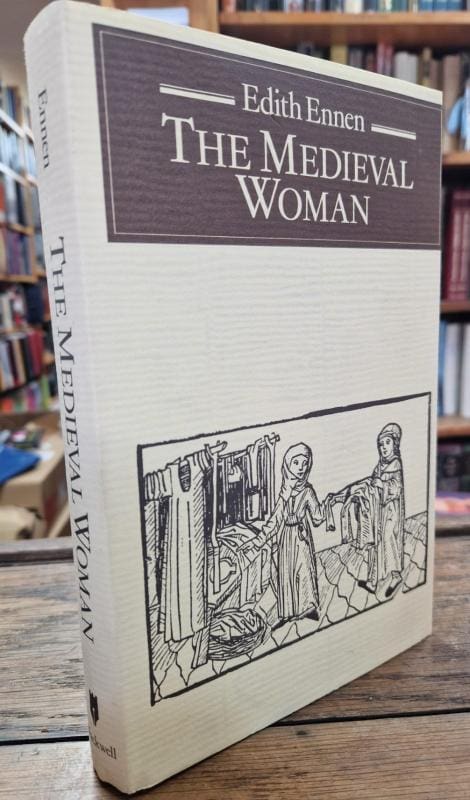 Edith Ennen
THE MEDIEVAL
WOMAN
Ennen
THE MEDIEVAL WOMAN